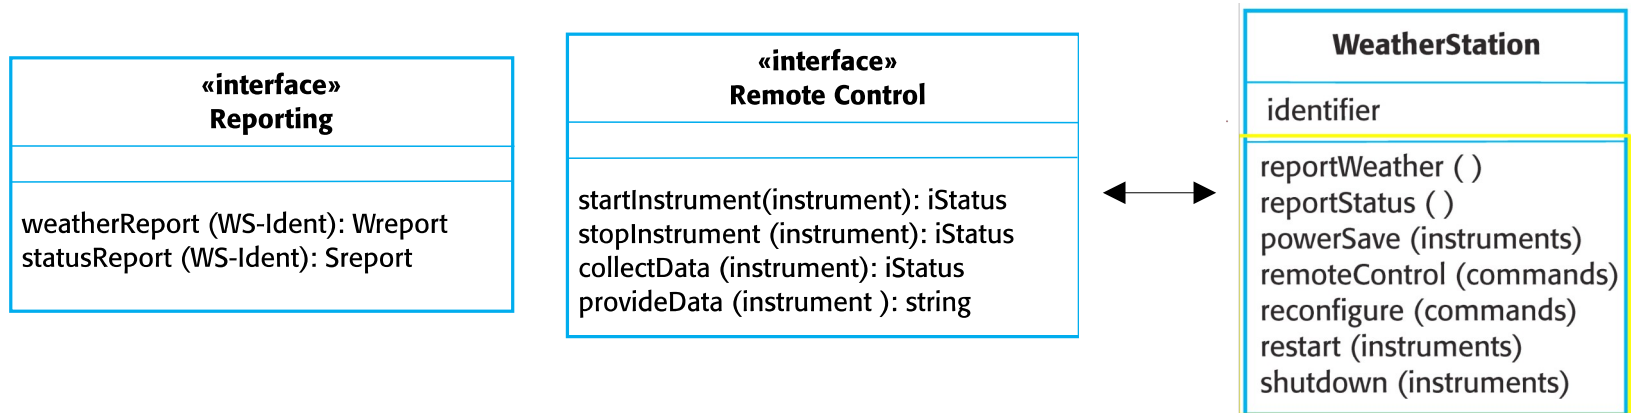 «interface»
Reporting
weatherReport (WS-Ident): Wreport
statusReport (WS-Ident): Sreport
«interface»
Remote Control
startInstrument(instrument): iStatus
stopInstrument (instrument): iStatus
collectData (instrument): iStatus
provideData (instrument ): string
WeatherStation
identifier
reportWeather ( )
reportStatus ( )
powerSave (instruments)
remoteControl (commands)
reconfigure (commands)
restart (instruments)
shutdown (instruments)